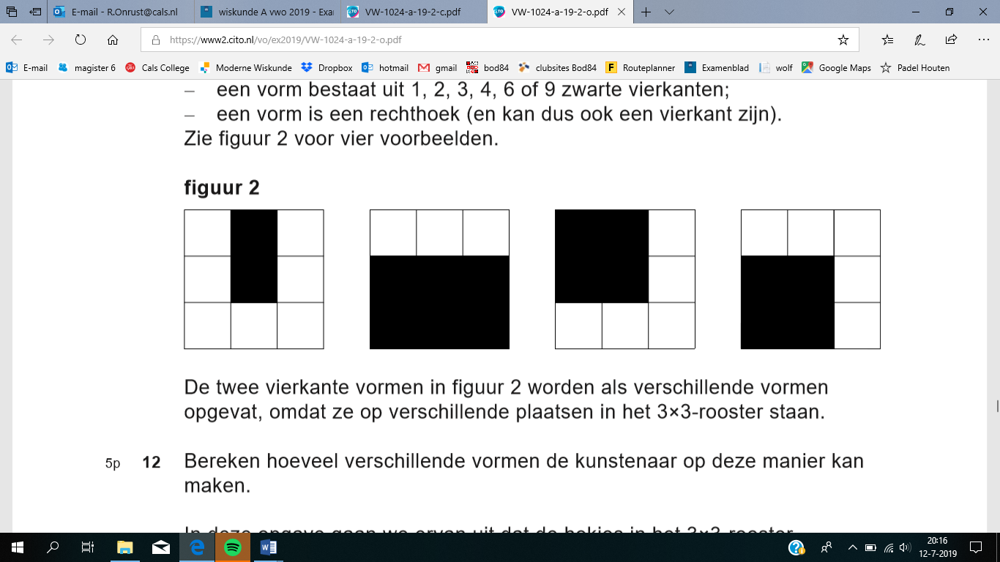 E-mail - R.Onrust@cals.nl
wiskunde A vwo 2019 - Exa
VW-1024-a-19-2-c.pdf
VW-1024-a-19-2-o.pdf
https://www2.cito.nl/vo/ex2019/VW-1024-a-19-2-o.pdf
E-mail magister 6 Cals College Moderne Wiskunde Dropbox hotmail gmail bod84 clubsites Bod84 Routeplanner Examenblad wolf Google Maps Padel Houten
– een vorm bestaat uit 1, 2, 3, 4, 6 of 9 zwarte vierkanten;
– een vorm is een rechthoek (en kan dus ook een vierkant zijn).
Zie figuur 2 voor vier voorbeelden.
figuur 2
De twee vierkante vormen in figuur 2 worden als verschillende vormen
opgevat, omdat ze op verschillende plaatsen in het 3×3-rooster staan.
5p 12 Bereken hoeveel verschillende vormen de kunstenaar op deze manier kan
maken.
In deze opgave gaan we ervan uit dat de hokjes in het 3×3-rooster
20:16
12-7-2019